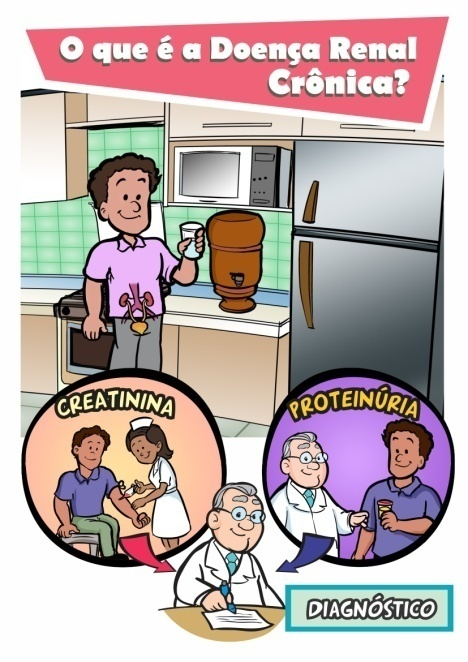 O que é a Doença Renal
Crônica?
CREATININA
PROTEINÚRIA
DIAGNÓSTICO